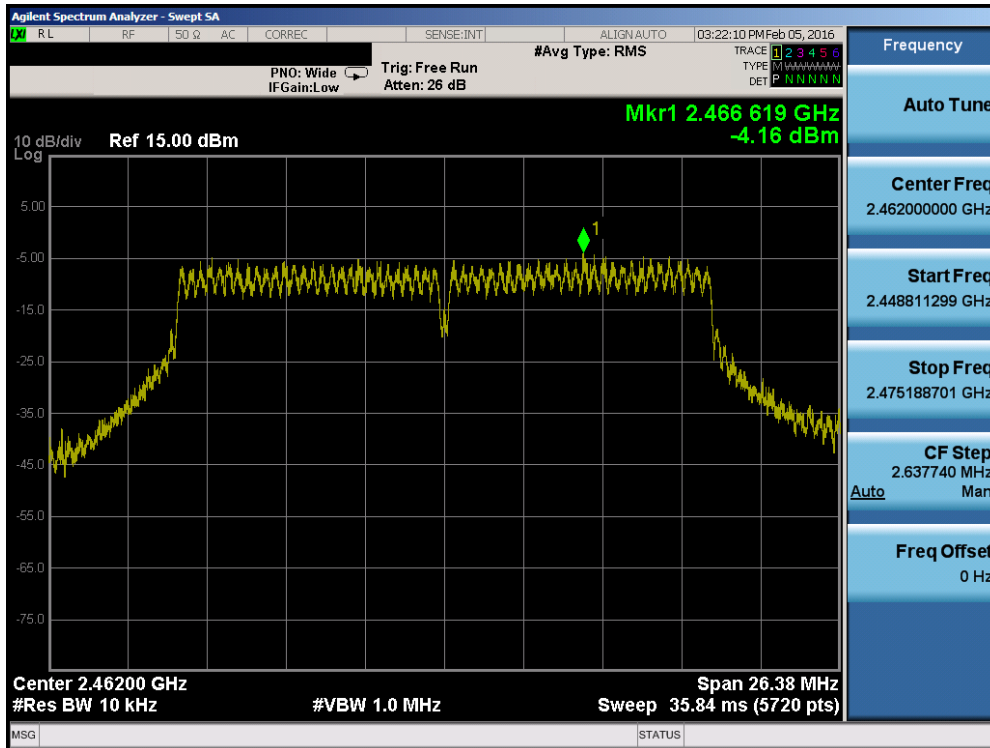 Agilent Spectrum Analyzer - Swept SA
LXI RL RF 50 Ω AC CORREC SENSE:INT ALIGN AUTO 03:22:10 PM Feb 05, 2016
#Avg Type: RMS
TRACE 1 2 3 4 5 6
TYPE M WWWWW
DET P N N N N N
PNO: Wide
IFGain:Low
Trig: Free Run
Atten: 26 dB
Mkr1 2.466 619 GHz
-4.16 dBm
10 dB/div
Log
Ref 15.00 dBm
5.00
-5.00
-15.0
-25.0
-35.0
-45.0
-55.0
-65.0
-75.0
1
Center 2.46200 GHz
Span 26.38 MHz
#Res BW 10 kHz
#VBW 1.0 MHz
Sweep 35.84 ms (5720 pts)
MSG
STATUS
Frequency
Auto Tune
Center Freq
2.462000000 GHz
Start Freq
2.448811299 GHz
Stop Freq
2.475188701 GHz
CF Step
2.637740 MHz
Auto Man
Freq Offset
0 Hz